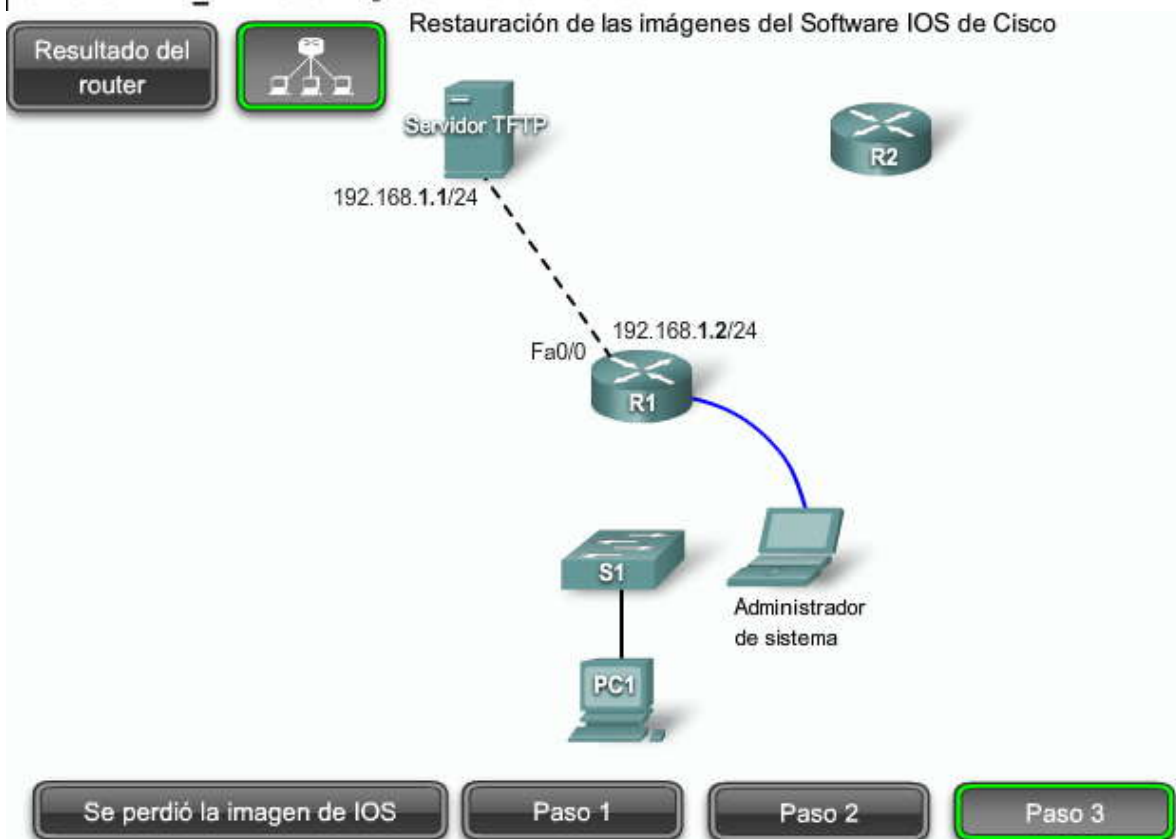 Restauración de las imágenes del Software IOS de Cisco
Resultado del
router
Servidor TFTP
R2
192.168.1.1/24
192.168.1.2/24
Fa0/0
R1
S1
Administrador
de sistema
PC1
Se perdió la imagen de IOS
Paso 1
Paso 2
Paso 3